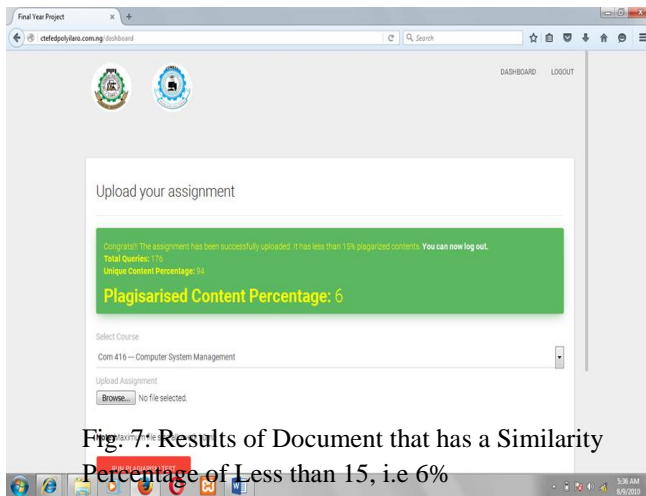 Final Year Project
ctefedpolyilaro.com.ng/dashboard
Search
DASHBOARD LOGOUT
Upload your assignment
Congrats!!! The assignment has been successfully uploaded. It has less than 15% plagarized contents. You can now log out.
Total Queries: 176
Unique Content Percentage: 94
Plagisarised Content Percentage: 6
Select Course
Com 416 — Computer System Management
Upload Assignment
Browse... No file selected.
Fig. 7: Results of Document that has a Similarity
Percentage of Less than 15, i.e 6%
RUN PLAGIARISM TEST
5:36 AM
8/9/2010